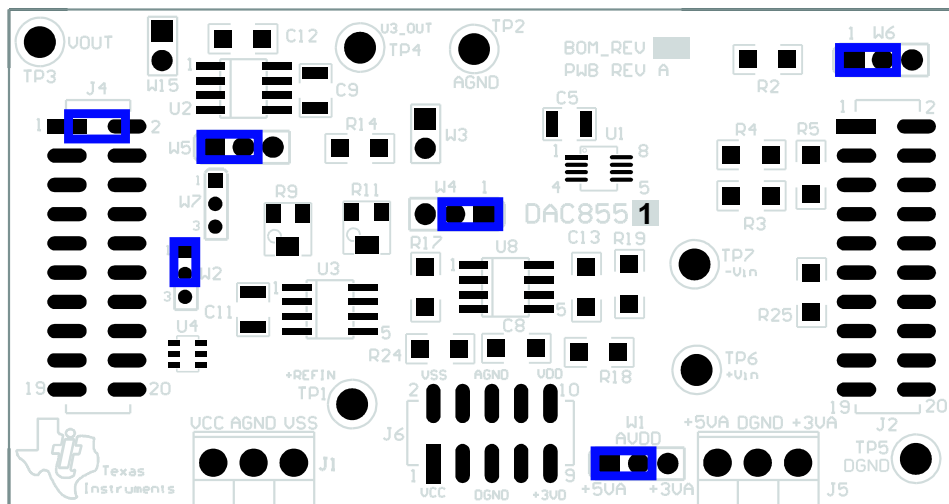 VOUT
TP3
W15
C12
U3_OUT
TP4
TP2
AGND
BOM_REV
PWB REV A
R2
1 W6
J4
1
2
1
U2
C9
W5
R14
W3
C5
U1
1
8
4
5
R4
R5
R3
1
2
W7
1
3
R9
R11
W4 1
DAC855 1
W2
1
3
U3
1
5
R17
U8
1
5
C13
R19
TP7
-Vin
C11
U4
R24
C8
R18
R25
TP6
+Vin
19
20
+REFIN
TP1
VSS
AGND
VDD
2
10
J6
1
9
VCC
DGND
+3VD
VCC AGND VSS
J1
Texas
Instruments
W1
AVDD
+5VA
+3VA
+5VA DGND +3VA
J5
19
20
J2
TP5
DGND